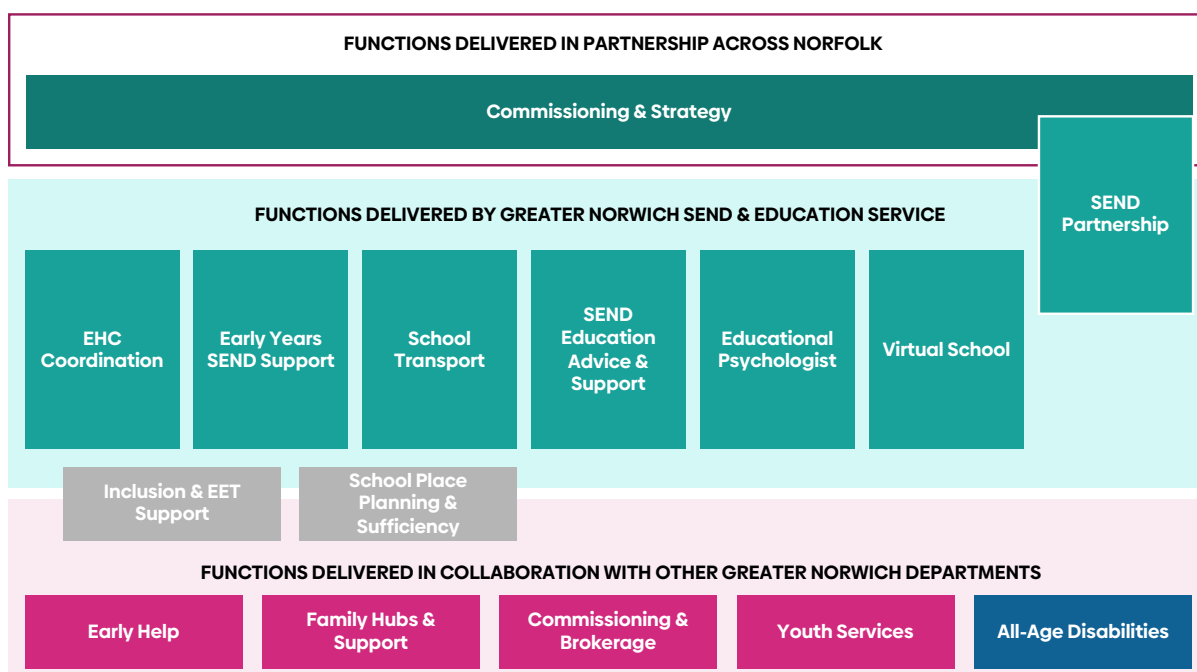 FUNCTIONS DELIVERED IN PARTNERSHIP ACROSS NORFOLK
Commissioning & Strategy
SEND
Partnership
FUNCTIONS DELIVERED BY GREATER NORWICH SEND & EDUCATION SERVICE
EHC
Coordination
Early Years
SEND Support
School
Transport
SEND
Education
Advice &
Support
Educational
Psychologist
Virtual School
Inclusion & EET
Support
School Place
Planning &
Sufficiency
FUNCTIONS DELIVERED IN COLLABORATION WITH OTHER GREATER NORWICH DEPARTMENTS
Early Help
Family Hubs &
Support
Commissioning &
Brokerage
Youth Services
All-Age Disabilities